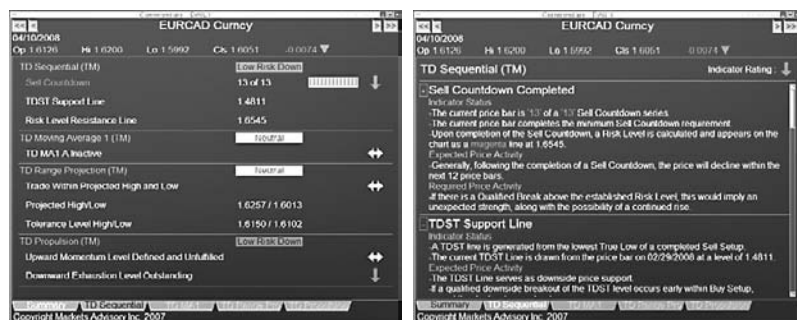 EURCAD Curncy
04/10/2008
Op 1.6126 Hi 1.6200 Lo 1.5992 Cls 1.6051 -0.0074
TD Sequential (TM) Low Risk Down
Sell Countdown 13 of 13
TDST Support Line 1.4811
Risk Level Resistance Line 1.6545
TD Moving Average 1 (TM) Neutral
TD MA1 A Inactive
TD Range Projection (TM) Neutral
Trade Within Projected High and Low
Projected High/Low 1.6257 / 1.6013
Tolerance Level High/Low 1.6150 / 1.6102
TD Propulsion (TM) Low Risk Down
Upward Momentum Level Defined and Unfulfilled
Downward Exhaustion Level Outstanding
Summary TD Sequential TD MA1
Copyright Markets Advisory Inc. 2007
EURCAD Curncy
04/10/2008
Op 1.6126 Hi 1.6200 Lo 1.5992 Cls 1.6051 -0.0074
TD Sequential (TM) Indicator Rating :
Sell Countdown Completed
Indicator Status
-The current price bar is '13' of a '13' Sell Countdown series.
-The current price bar completes the minimum Sell Countdown requirement.
-Upon completion of the Sell Countdown, a Risk Level is calculated and appears on the
chart as a magenta line at 1.6545.
Expected Price Activity
-Generally, following the completion of a Sell Countdown, the price will decline within the
next 12 price bars.
Required Price Activity
-If there is a Qualified Break above the established Risk Level, this would imply an
unexpected strength, along with the possibility of a continued rise.
TDST Support Line
Indicator Status
-A TDST line is generated from the lowest True Low of a completed Sell Setup.
-The current TDST Line is drawn from the price bar on 02/29/2008 at a level of 1.4811.
Expected Price Activity
-The TDST Line serves as downside price support.
-If a qualified downside breakout of the TDST level occurs early within Buy Setup,
Summary TD Sequential TD MA1
Copyright Markets Advisory Inc. 2007